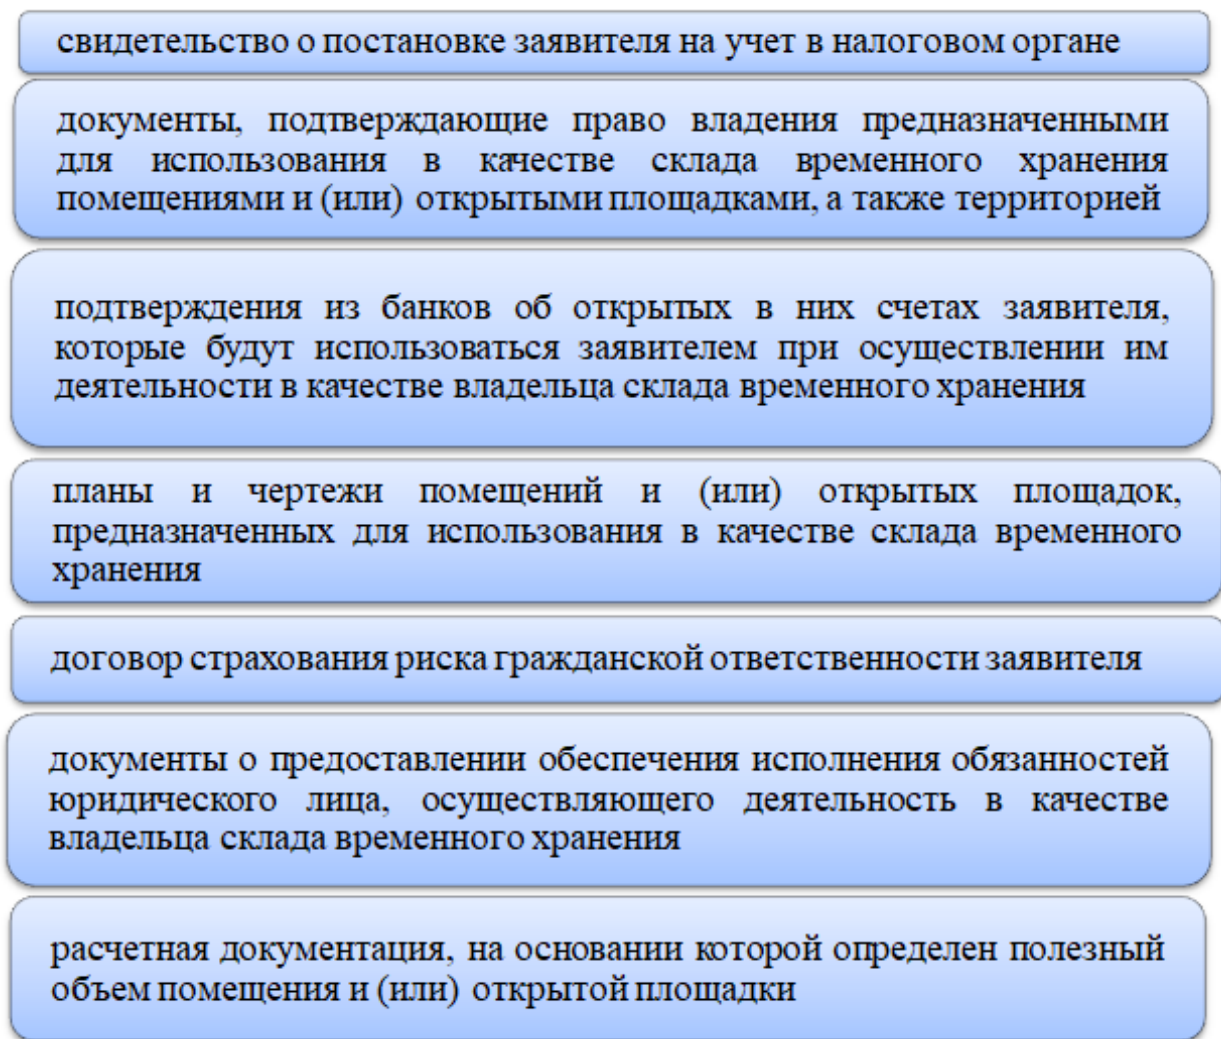 свидетельство о постановке заявителя на учет в налоговом органе
документы, подтверждающие право владения предназначенными
для использования в качестве склада временного хранения
помещениями и (или) открытыми площадками, а также территорией
подтверждения из банков об открытых в них счетах заявителя,
которые будут использоваться заявителем при осуществлении им
деятельности в качестве владельца склада временного хранения
планы и чертежи помещений и (или) открытых площадок,
предназначенных для использования в качестве склада временного
хранения
договор страхования риска гражданской ответственности заявителя
документы о предоставлении обеспечения исполнения обязанностей
юридического лица, осуществляющего деятельность в качестве
владельца склада временного хранения
расчетная документация, на основании которой определен полезный
объем помещения и (или) открытой площадки